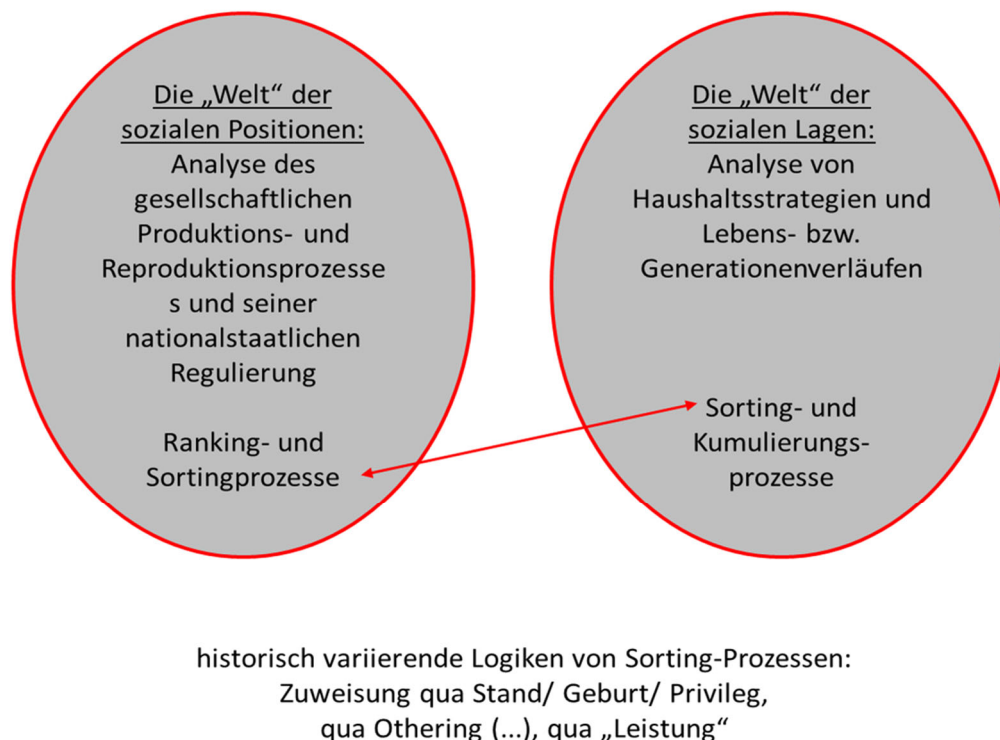 Die „Welt“ der
sozialen Positionen:
Analyse des
gesellschaftlichen
Produktions- und
Reproduktionsprozesse
s und seiner
nationalstaatlichen
Regulierung
Ranking- und
Sortingprozesse
Die „Welt“ der
sozialen Lagen:
Analyse von
Haushaltsstrategien und
Lebens- bzw.
Generationenverläufen
Sorting- und
Kumulierungs-
prozesse
historisch variierende Logiken von Sorting-Prozessen:
Zuweisung qua Stand/ Geburt/ Privileg,
qua Othering (...), qua „Leistung“